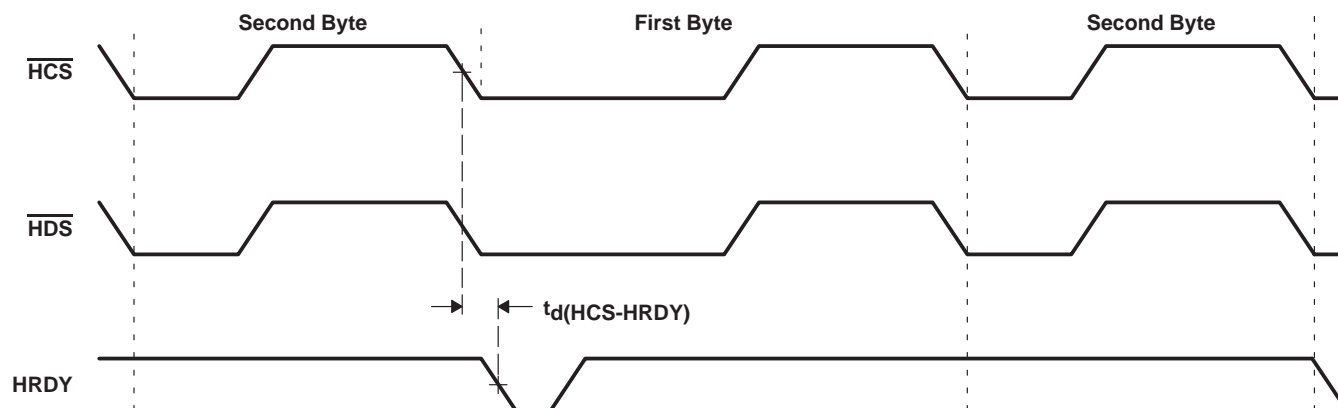 Second Byte First Byte Second Byte
HCS
HDS
td(HCS-HRDY)
HRDY